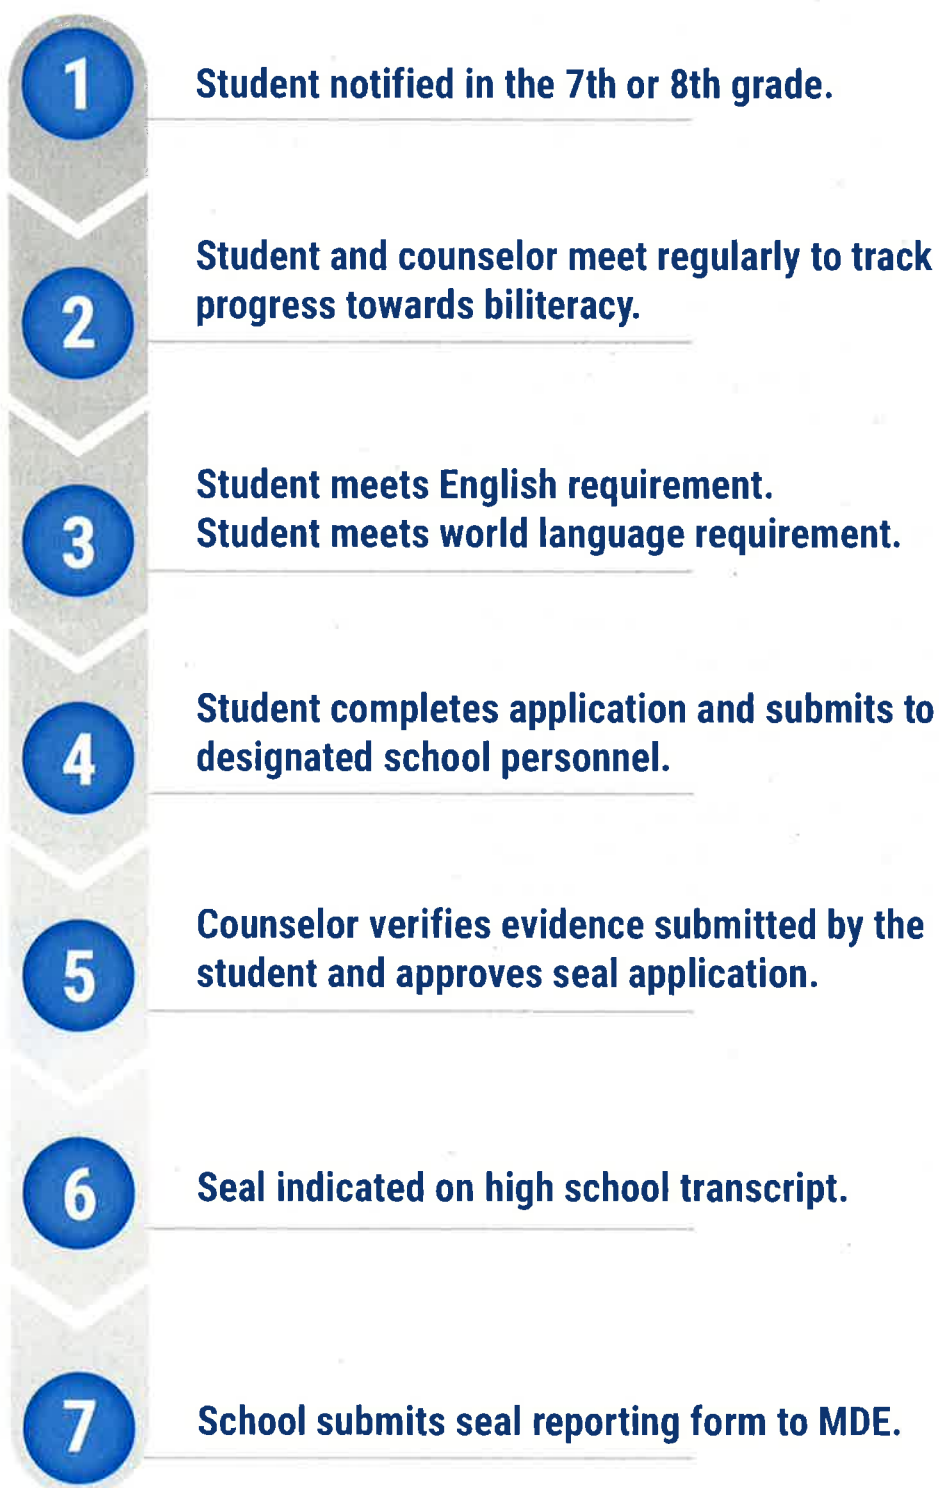 1
Student notified in the 7th or 8th grade.
2
Student and counselor meet regularly to track
progress towards biliteracy.
3
Student meets English requirement.
Student meets world language requirement.
4
Student completes application and submits to
designated school personnel.
5
Counselor verifies evidence submitted by the
student and approves seal application.
6
Seal indicated on high school transcript.
7
School submits seal reporting form to MDE.